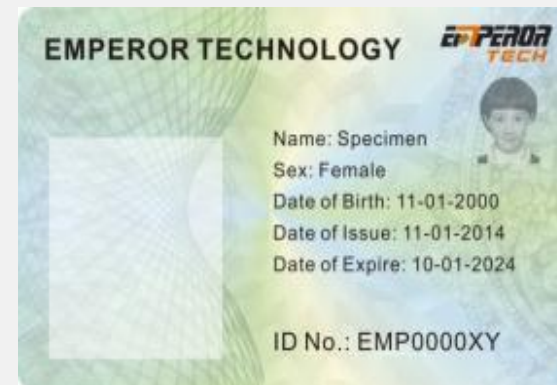 EMPEROR TECHNOLOGY
EMPEROR
TECH
Name: Specimen
Sex: Female
Date of Birth: 11-01-2000
Date of Issue: 11-01-2014
Date of Expire: 10-01-2024
ID No.: EMP0000XY